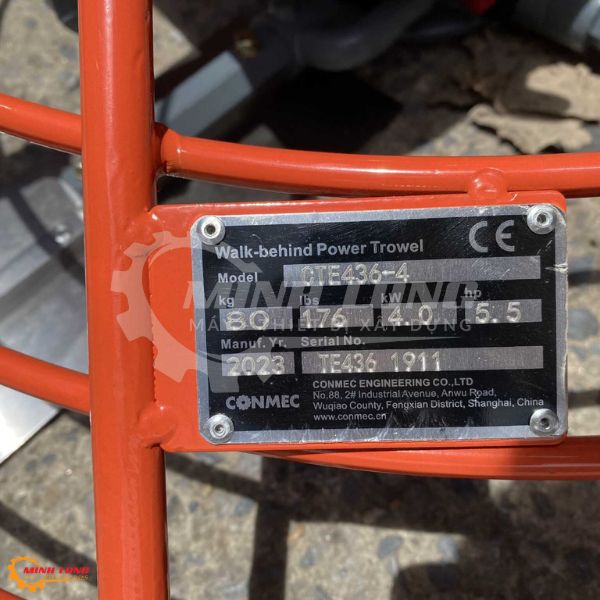 Walk-behind Power Trowel
CE
Model CTE436-4
kg lbs kW hp
80 176 4.0 5.5
Manuf. Yr. Serial No.
2023 TE436 1911
CONMEC
CONMEC ENGINEERING CO.,LTD
No.88, 2# Industrial Avenue, Anwu Road,
Wuqiao County, Fengxian District, Shanghai, China
www.conmec.cn
MINH LONG
MÁY THIẾT BỊ XÂY DỰNG
MINH LONG